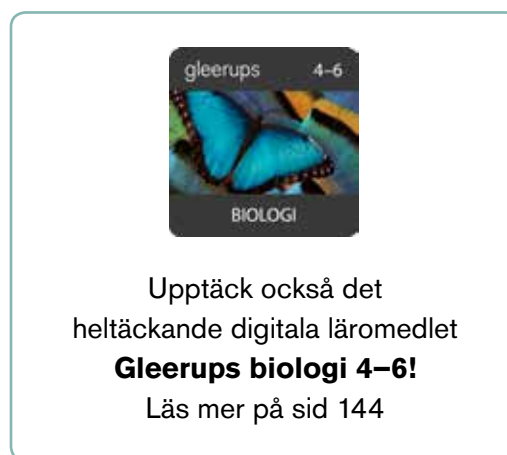 gleerups 4–6
BIOLOGI
Upptäck också det
heltäckande digitala läromedlet
Gleerups biologi 4–6!
Läs mer på sid 144